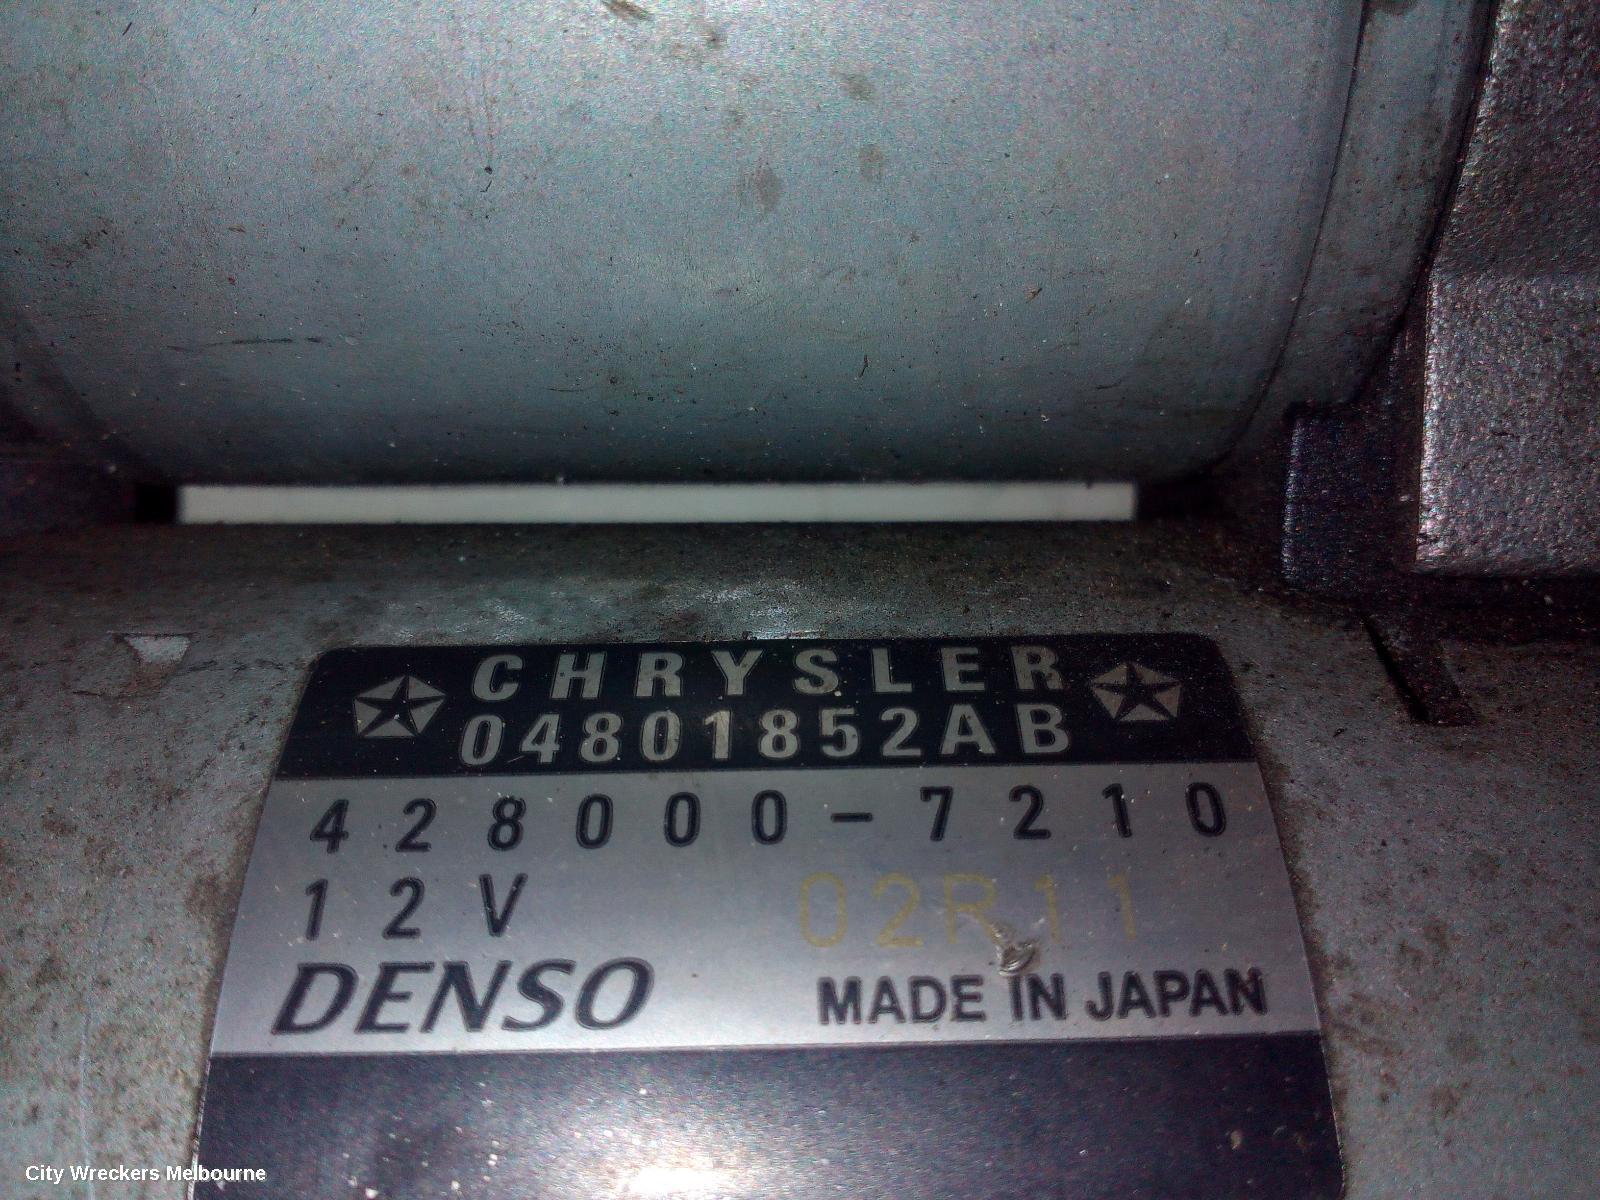 CHRYSLER
04801852AB
428000-7210
12V 02R11
DENSO MADE IN JAPAN
City Wreckers Melbourne